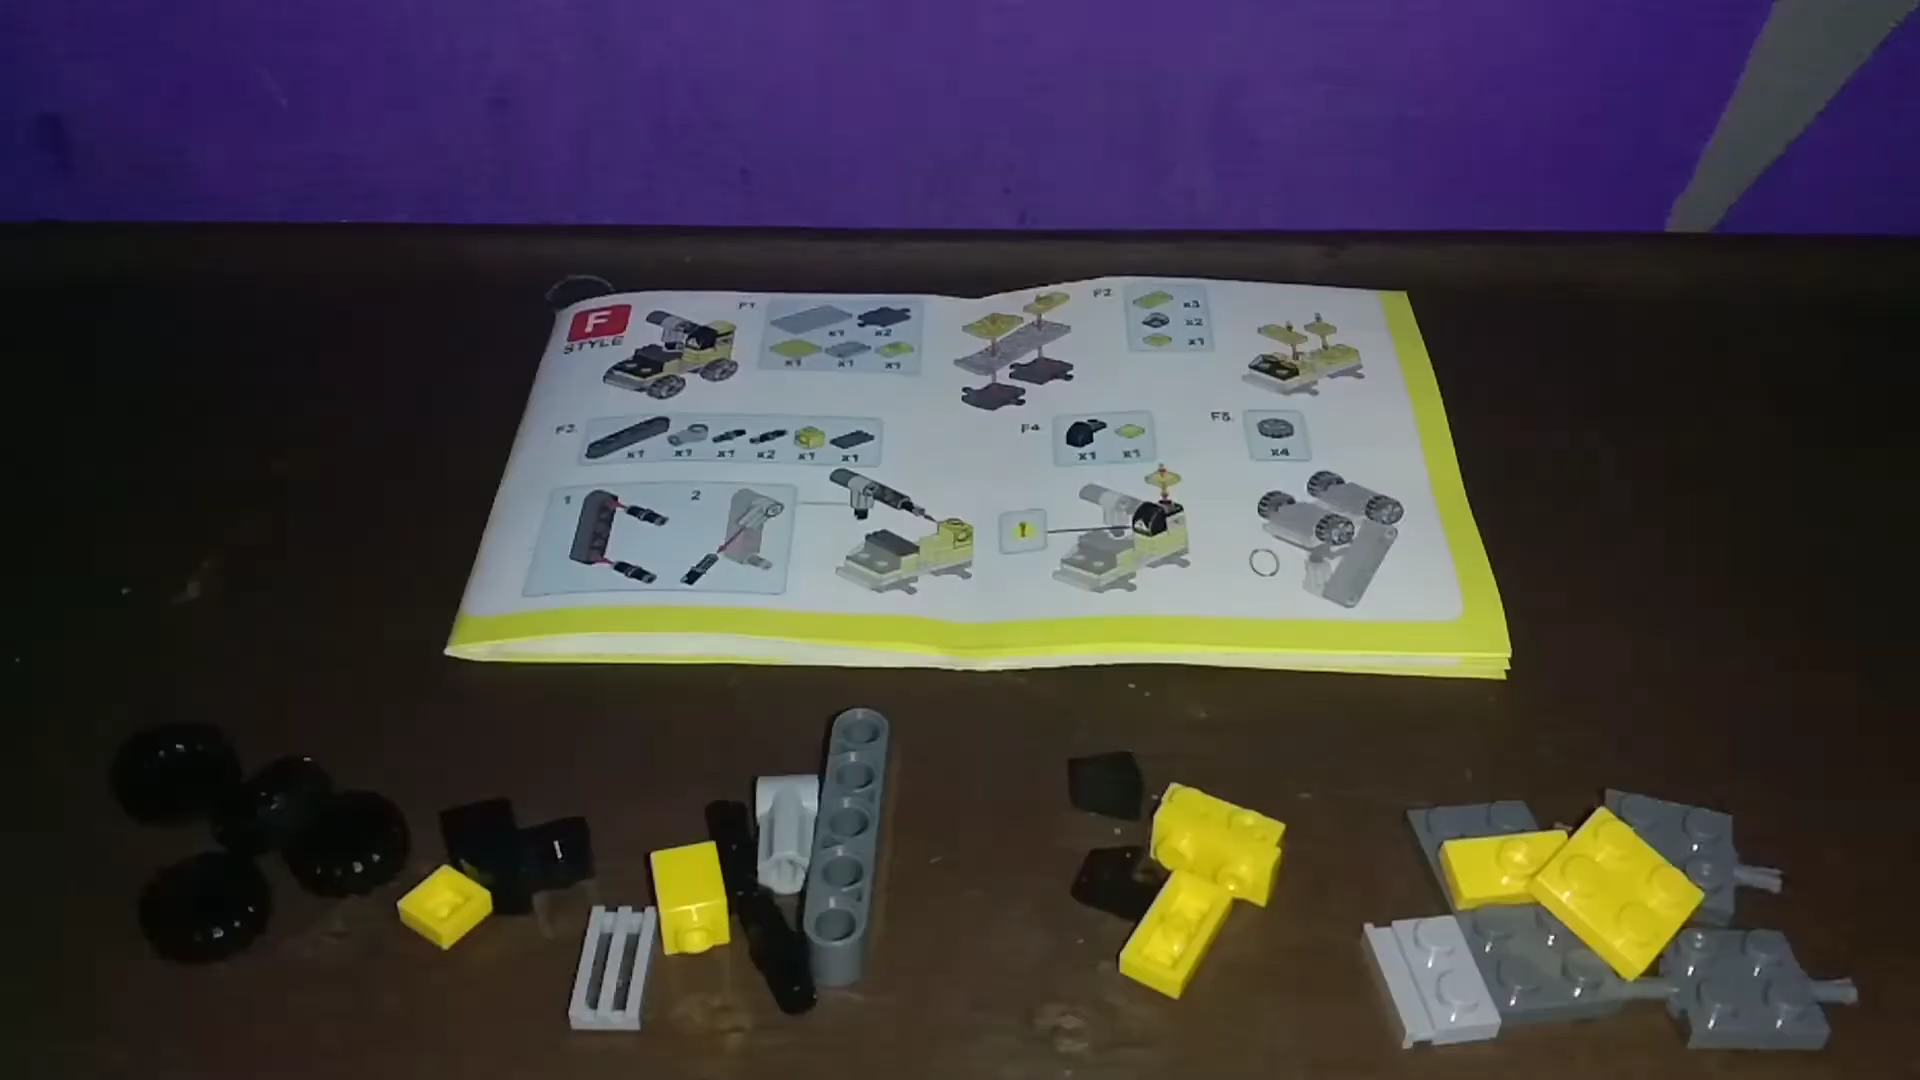 F
STYLE
F1.
x1 x2
x1 x1 x1
F2.
x3
x2
x1
F3.
x1 x1 x1 x2 x1 x1
1 2
F4.
x1 x1
F5.
x4